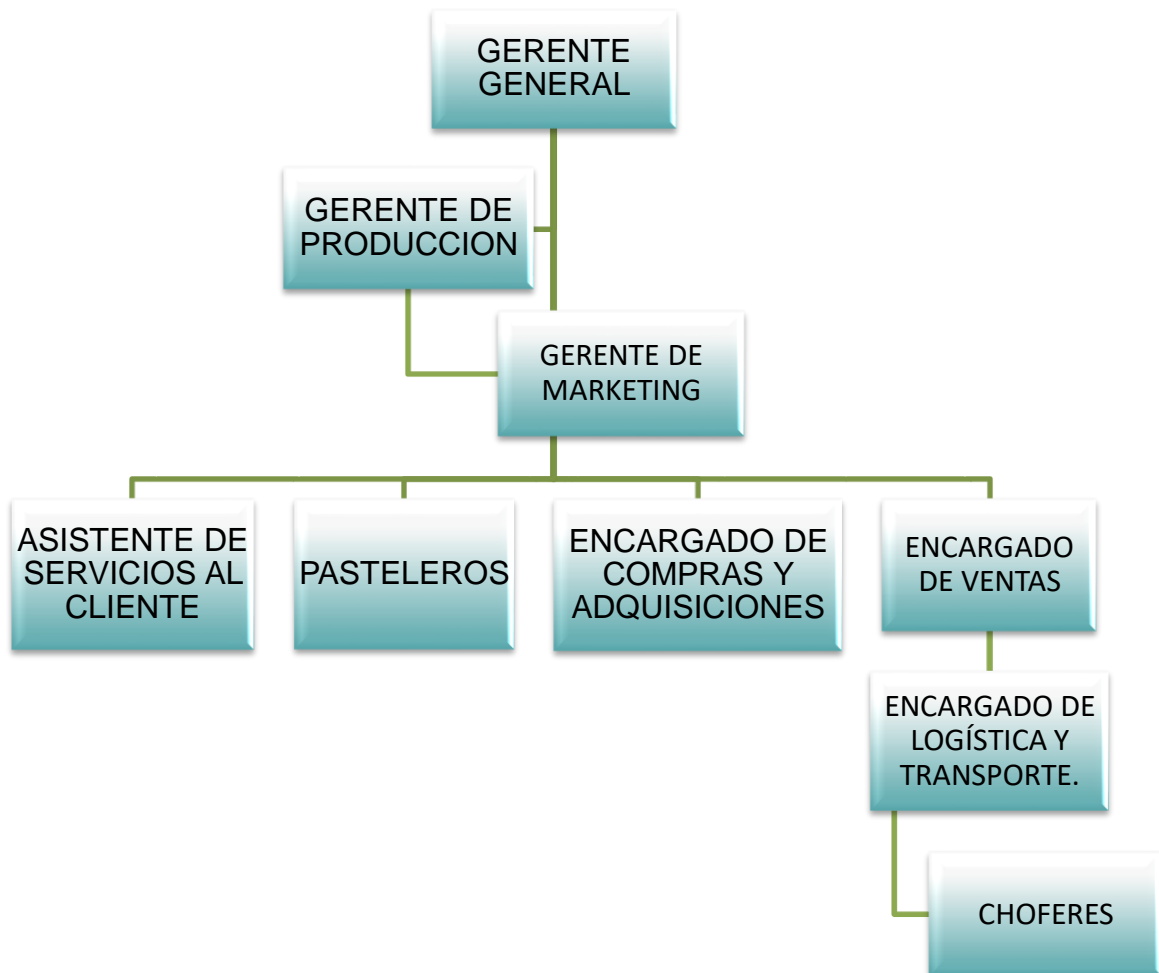 GERENTE
GENERAL
GERENTE DE
PRODUCCION
GERENTE DE
MARKETING
ASISTENTE DE
SERVICIOS AL
CLIENTE
PASTELEROS
ENCARGADO DE
COMPRAS Y
ADQUISICIONES
ENCARGADO
DE VENTAS
ENCARGADO DE
LOGÍSTICA Y
TRANSPORTE.
CHOFERES